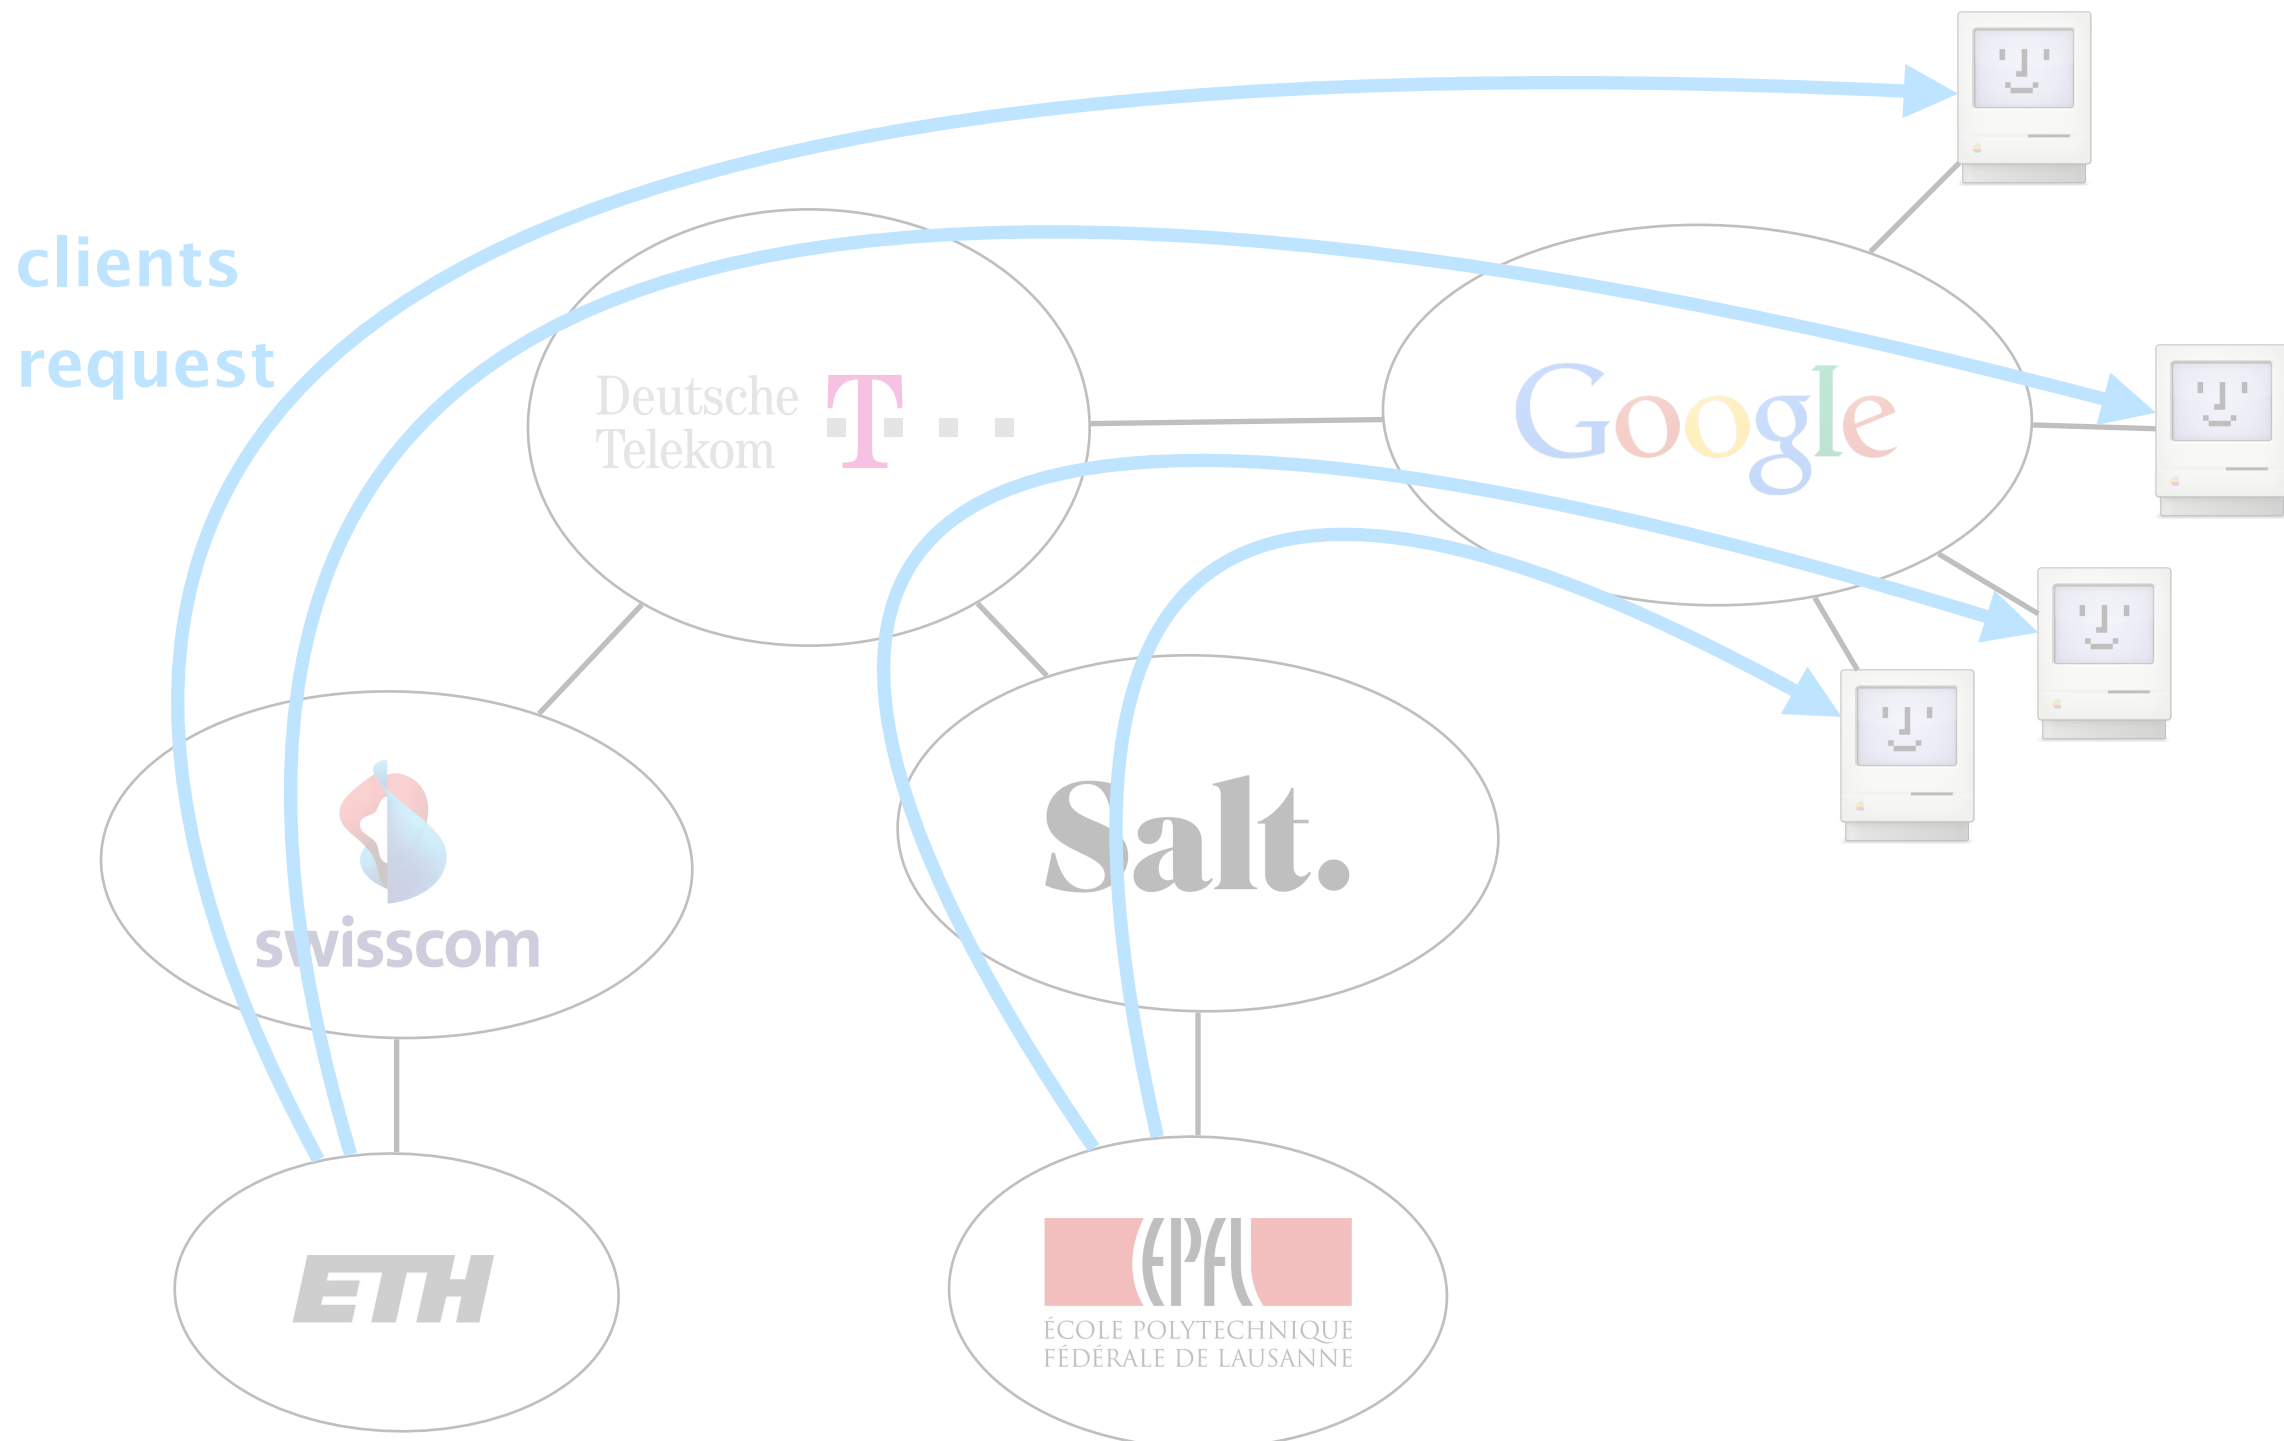 clients
request
Deutsche
Telekom
T
Google
swisscom
Salt.
ETH
EPFL
ÉCOLE POLYTECHNIQUE
FÉDÉRALE DE LAUSANNE